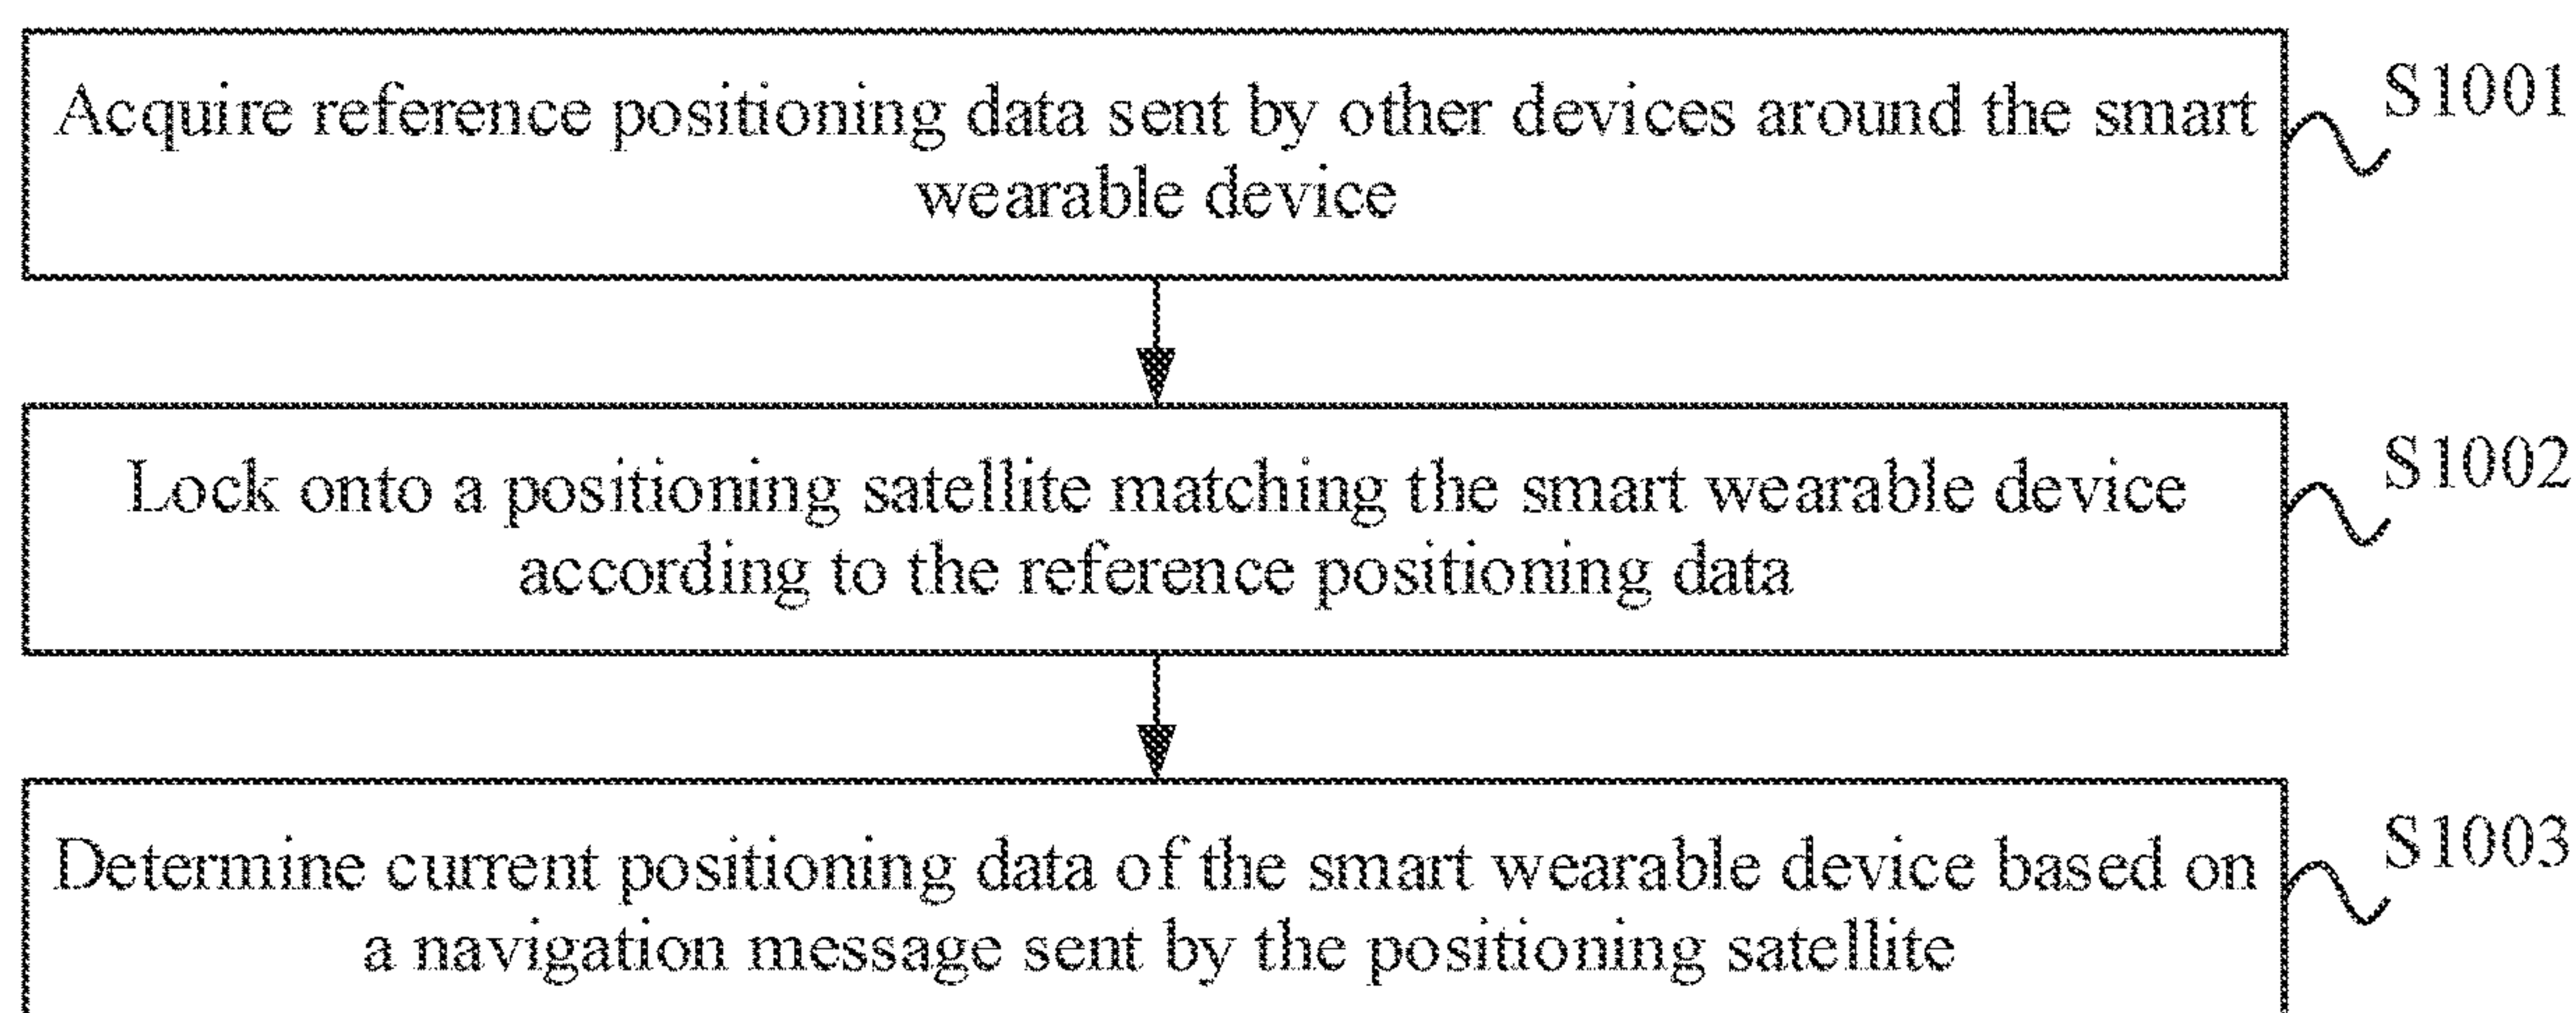 Acquire reference positioning data sent by other devices around the smart
wearable device
S1001
Lock onto a positioning satellite matching the smart wearable device
according to the reference positioning data
S1002
Determine current positioning data of the smart wearable device based on
a navigation message sent by the positioning satellite
S1003